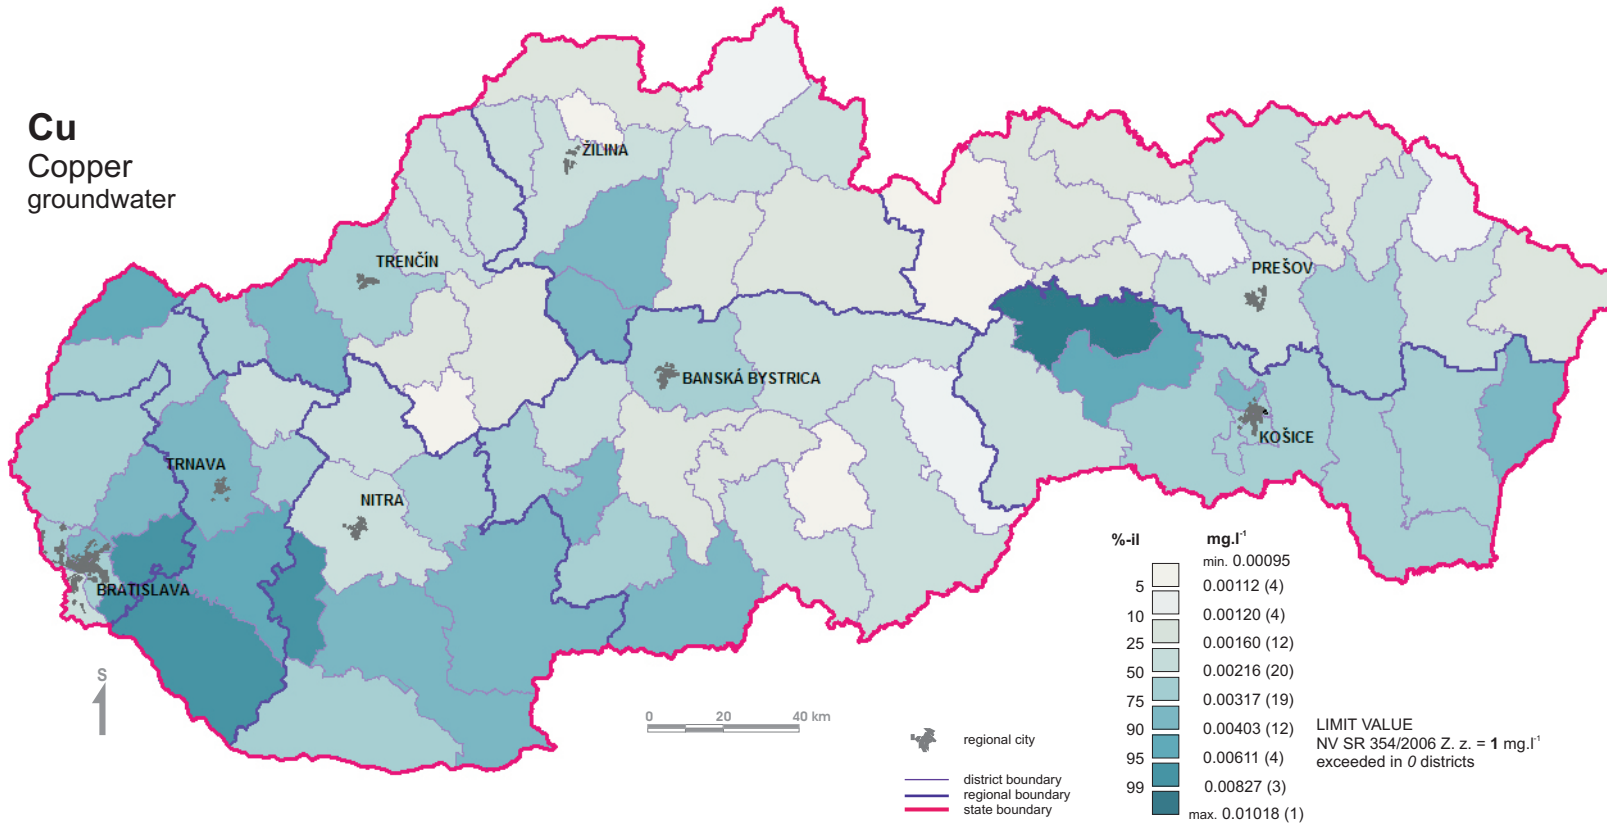 Cu
Copper
groundwater
ŽILINA
TRENČÍN
PREŠOV
BANSKÁ BYSTRICA
KOŠICE
TRNAVA
NITRA
BRATISLAVA
S
0 20 40 km
regional city
district boundary
regional boundary
state boundary
%-il mg.l⁻¹
min. 0.00095
5 0.00112 (4)
10 0.00120 (4)
25 0.00160 (12)
50 0.00216 (20)
75 0.00317 (19)
90 0.00403 (12)
95 0.00611 (4)
99 0.00827 (3)
max. 0.01018 (1)
LIMIT VALUE
NV SR 354/2006 Z. z. = 1 mg.l⁻¹
exceeded in 0 districts